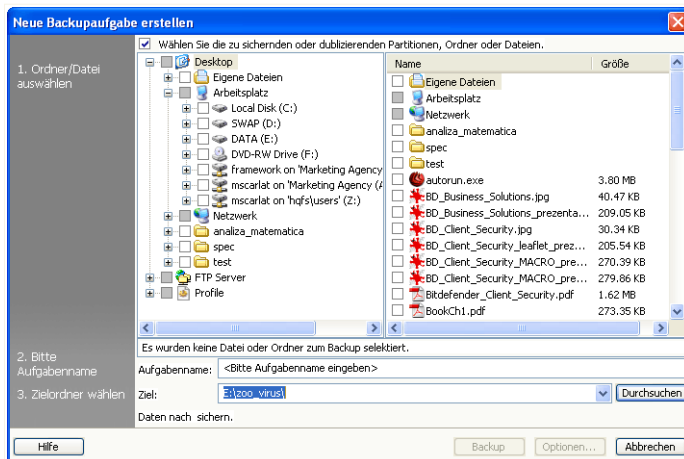 Neue Backupaufgabe erstellen
1. Ordner/Datei
auswählen
2. Bitte
Aufgabenname
3. Zielordner wählen
Wählen Sie die zu sichernden oder dublizierenden Partitionen, Ordner oder Dateien.
Desktop
Eigene Dateien
Arbeitsplatz
Local Disk (C:)
SWAP (D:)
DATA (E:)
DVD-RW Drive (F:)
framework on 'Marketing Agency
mscarlat on 'Marketing Agency (A
mscarlat on 'hqfs\users' (Z:)
Netzwerk
analiza_matematica
spec
test
FTP Server
Profile
Name Größe
Eigene Dateien
Arbeitsplatz
Netzwerk
analiza_matematica
spec
test
autorun.exe 3.80 MB
BD_Business_Solutions.jpg 40.47 KB
BD_Business_Solutions_prezenta... 209.05 KB
BD_Client_Security.jpg 30.34 KB
BD_Client_Security_leaflet_prez... 205.54 KB
BD_Client_Security_MACRO_pre... 270.39 KB
BD_Client_Security_MACRO_pre... 279.86 KB
Bitdefender_Client_Security.pdf 1.62 MB
BookCh1.pdf 273.35 KB
Es wurden keine Datei oder Ordner zum Backup selektiert.
Aufgabenname: <Bitte Aufgabenname eingeben>
Ziel: E:\zoo_virus\ Durchsuchen
Daten nach sichern.
Hilfe Backup Optionen... Abbrechen